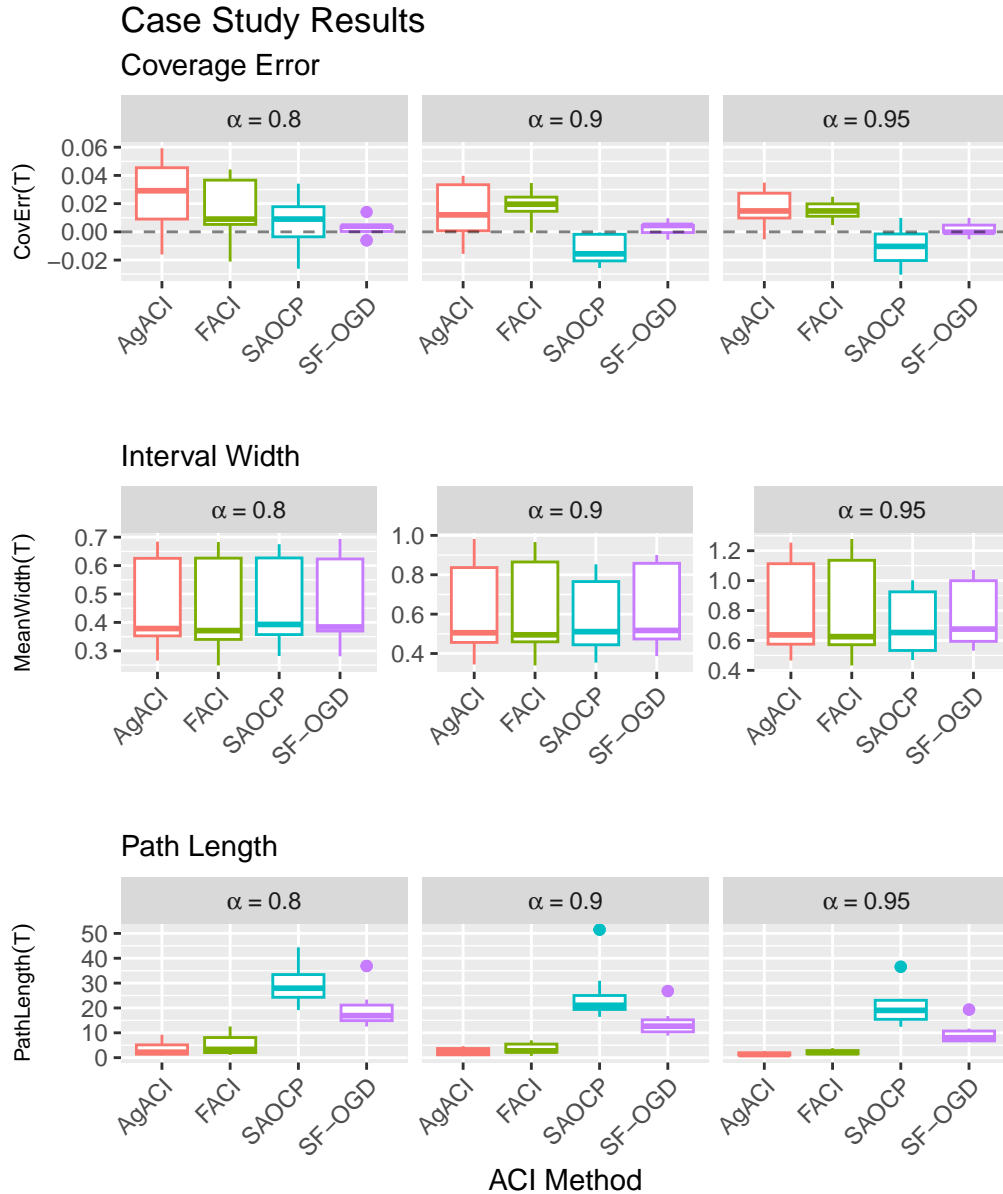 Case Study Results
Coverage Error
α = 0.8 α = 0.9 α = 0.95
CovErr(T)
0.06
0.04
0.02
0.00
−0.02
AgACI FACI SAOCP SF−OGD AgACI FACI SAOCP SF−OGD AgACI FACI SAOCP SF−OGD
Interval Width
α = 0.8 α = 0.9 α = 0.95
MeanWidth(T)
0.7
0.6
0.5
0.4
0.3
1.0
0.8
0.6
0.4
1.2
1.0
0.8
0.6
0.4
AgACI FACI SAOCP SF−OGD AgACI FACI SAOCP SF−OGD AgACI FACI SAOCP SF−OGD
Path Length
α = 0.8 α = 0.9 α = 0.95
PathLength(T)
50
40
30
20
10
0
AgACI FACI SAOCP SF−OGD AgACI FACI SAOCP SF−OGD AgACI FACI SAOCP SF−OGD
ACI Method